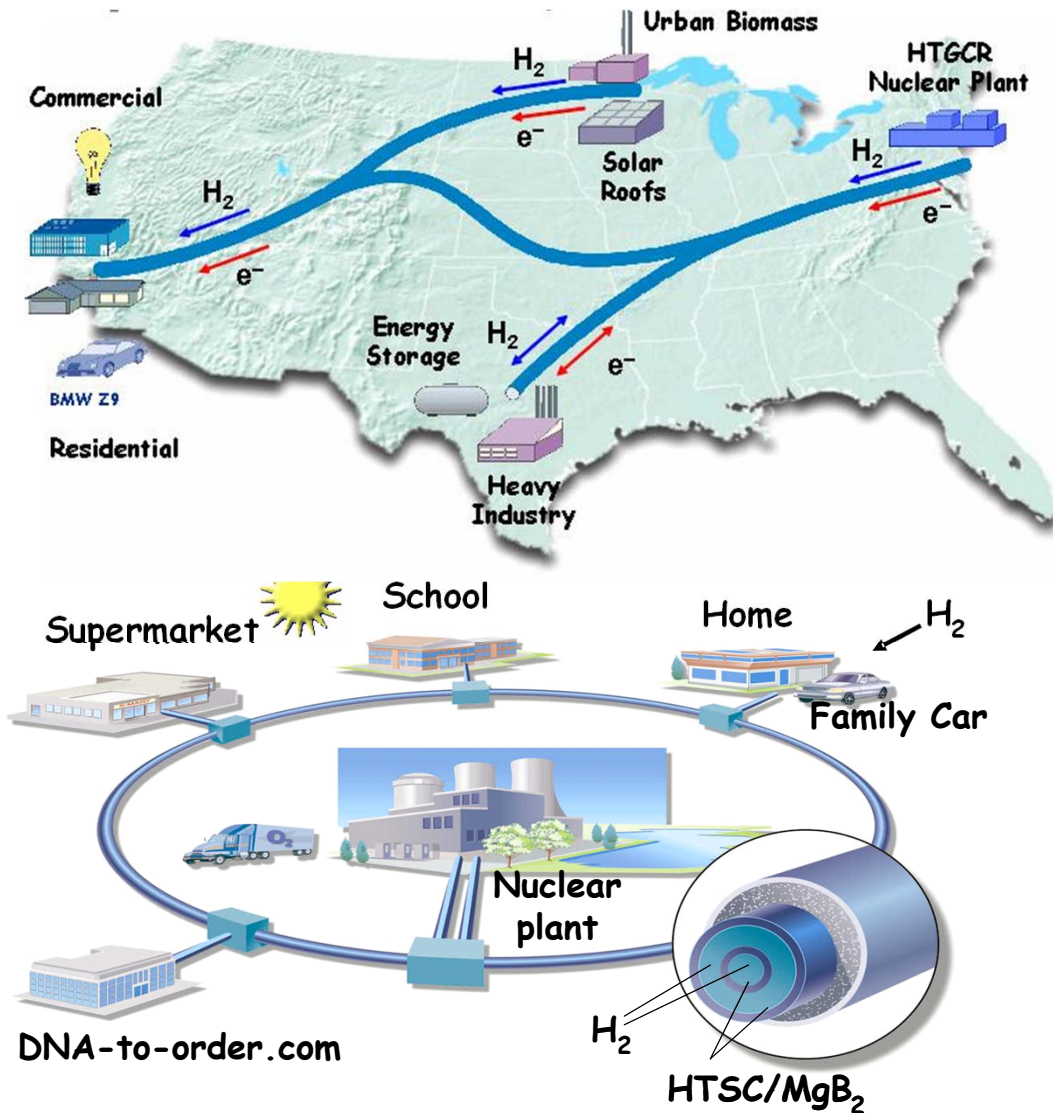 Urban Biomass
HTGCR
Nuclear Plant
Commercial
H₂
e⁻
Solar
Roofs
H₂
e⁻
H₂
e⁻
Energy
Storage
H₂
e⁻
BMW Z9
Residential
Heavy
Industry
School
Supermarket
Home
H₂
Family Car
O₂
Nuclear
plant
H₂
DNA-to-order.com
HTSC/MgB₂